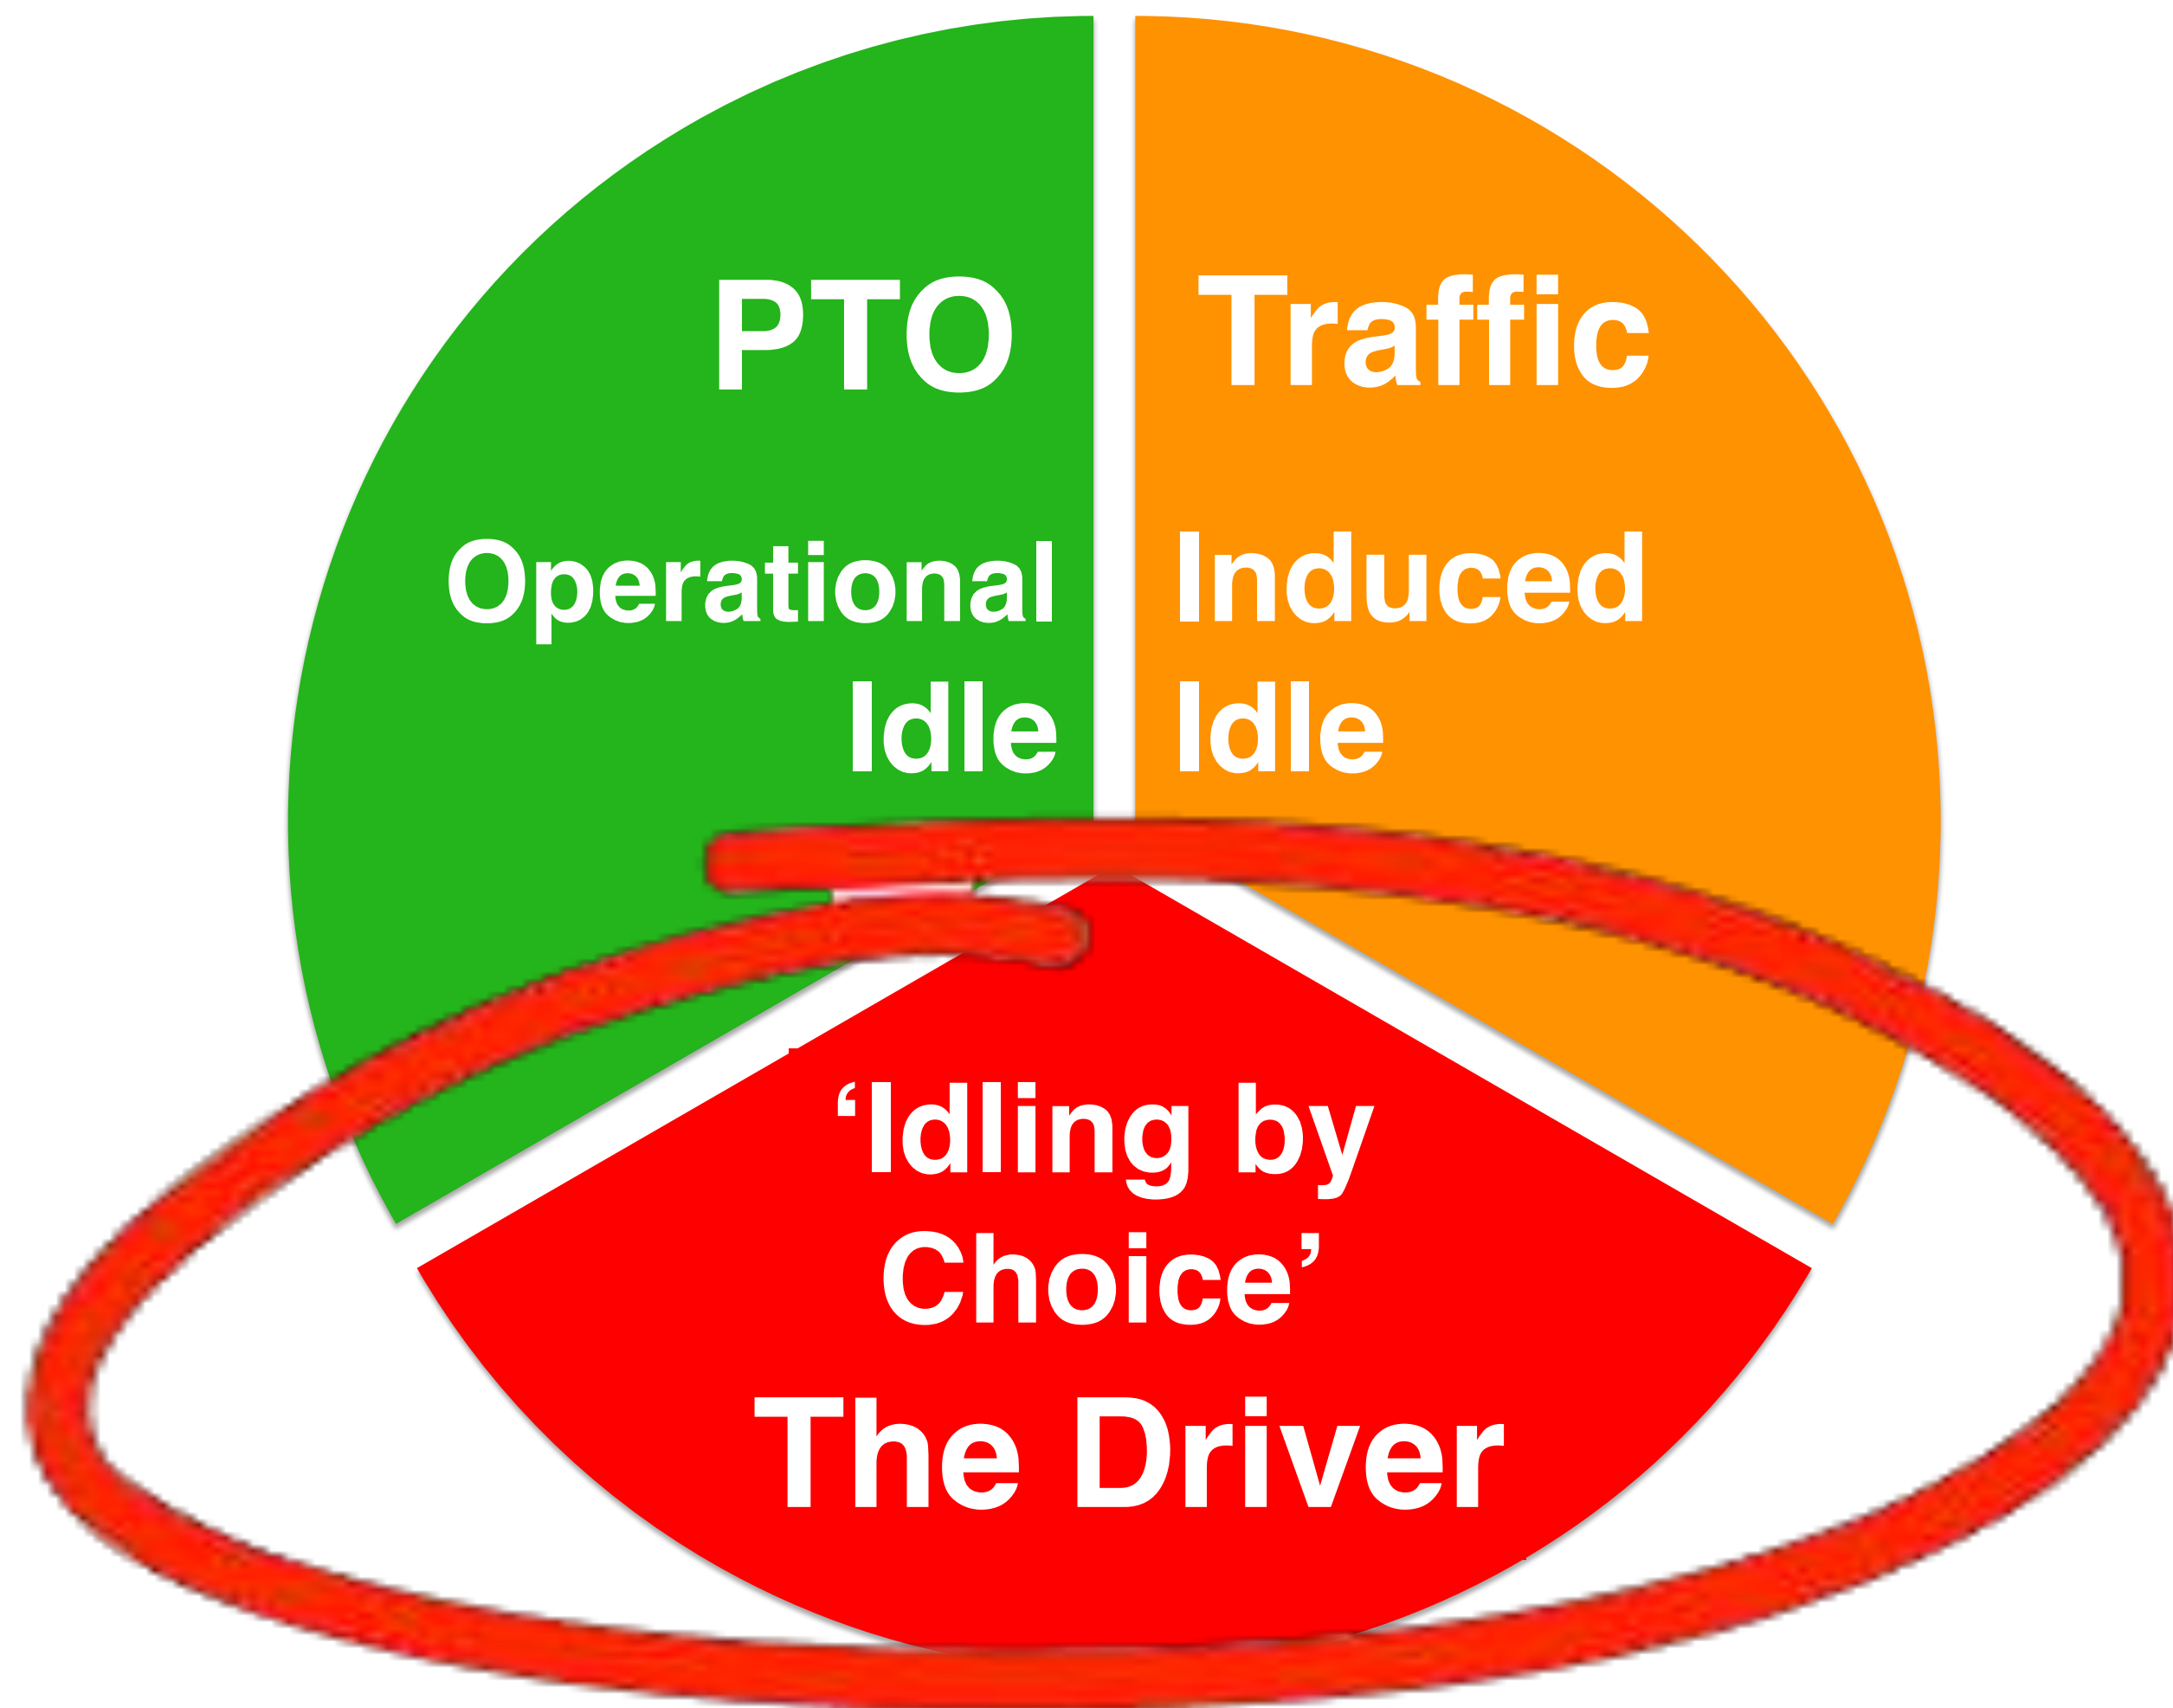 PTO
Operational
Idle
Traffic
Induced
Idle
‘Idling by
Choice’
The Driver